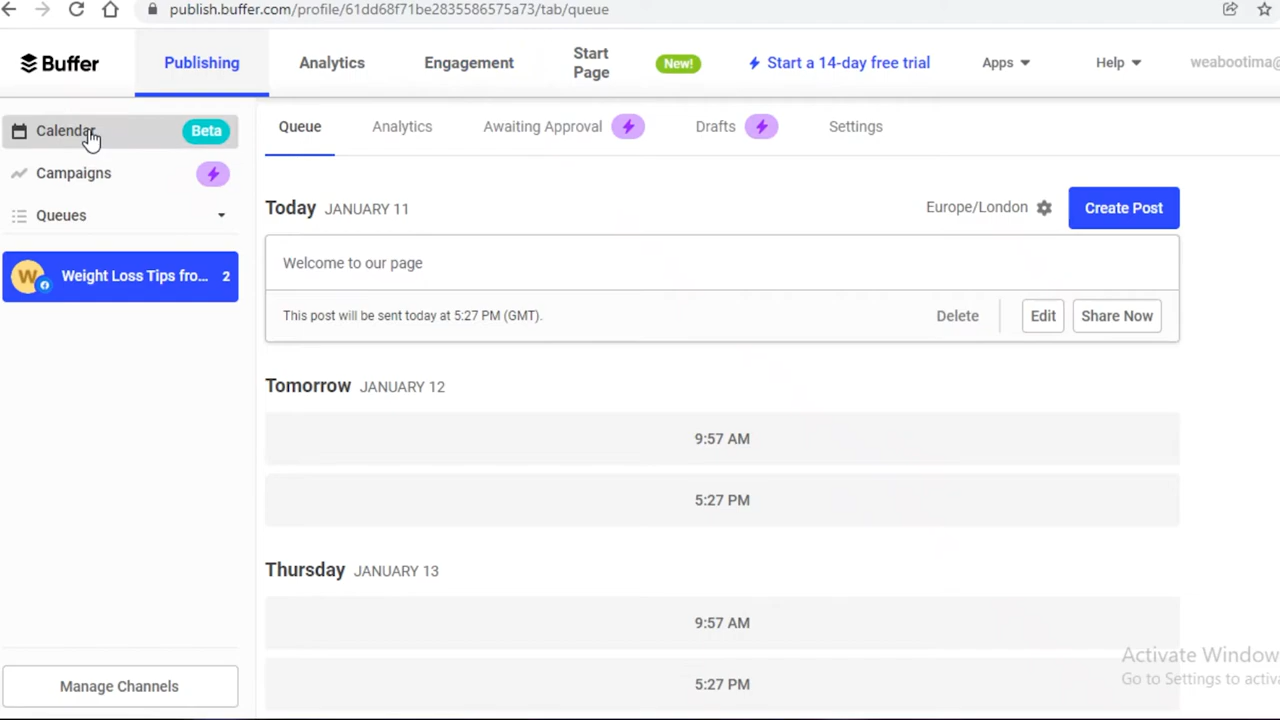 publish.buffer.com/profile/61dd68f71be2835586575a73/tab/queue
Buffer
Publishing
Analytics
Engagement
Start Page
New!
Start a 14-day free trial
Apps
Help
weabootima@
Calendar
Beta
Campaigns
Queues
Weight Loss Tips fro... 2
Manage Channels
Queue
Analytics
Awaiting Approval
Drafts
Settings
Today JANUARY 11
Europe/London
Create Post
Welcome to our page
This post will be sent today at 5:27 PM (GMT).
Delete
Edit
Share Now
Tomorrow JANUARY 12
9:57 AM
5:27 PM
Thursday JANUARY 13
9:57 AM
5:27 PM
Activate Window
Go to Settings to activa